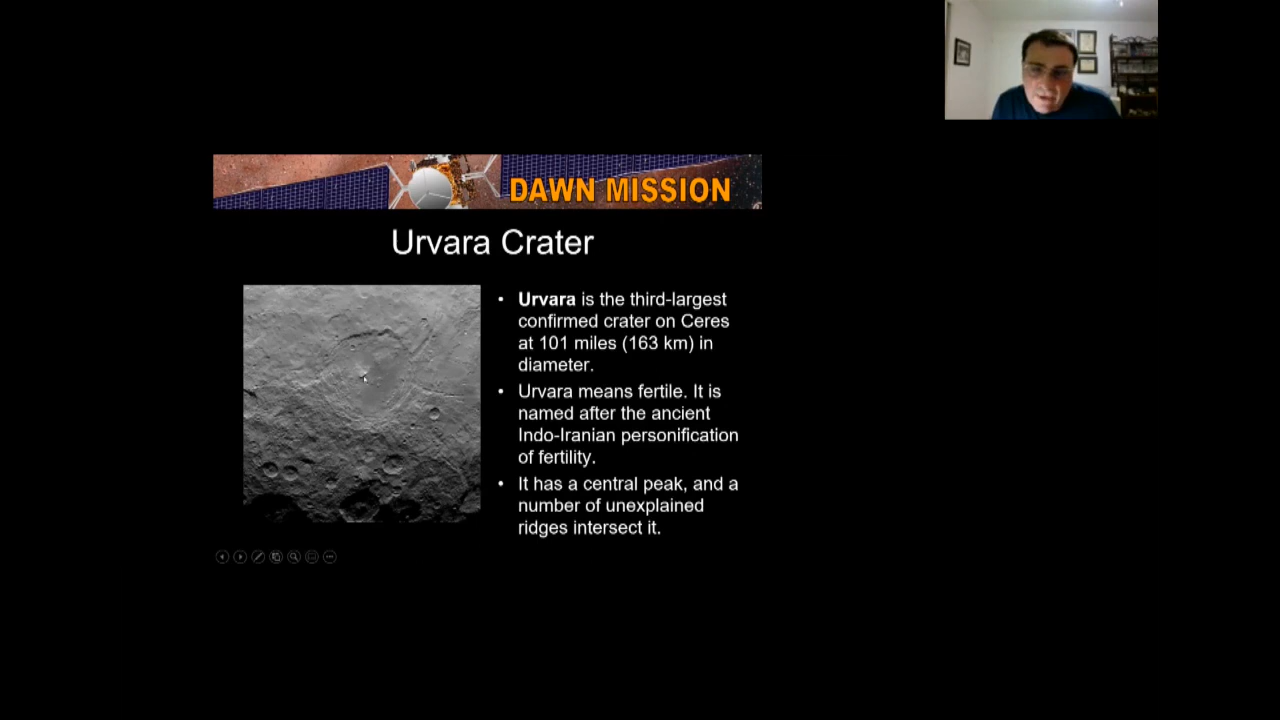 DAWN MISSION
Urvara Crater
• Urvara is the third-largest
confirmed crater on Ceres
at 101 miles (163 km) in
diameter.
• Urvara means fertile. It is
named after the ancient
Indo-Iranian personification
of fertility.
• It has a central peak, and a
number of unexplained
ridges intersect it.